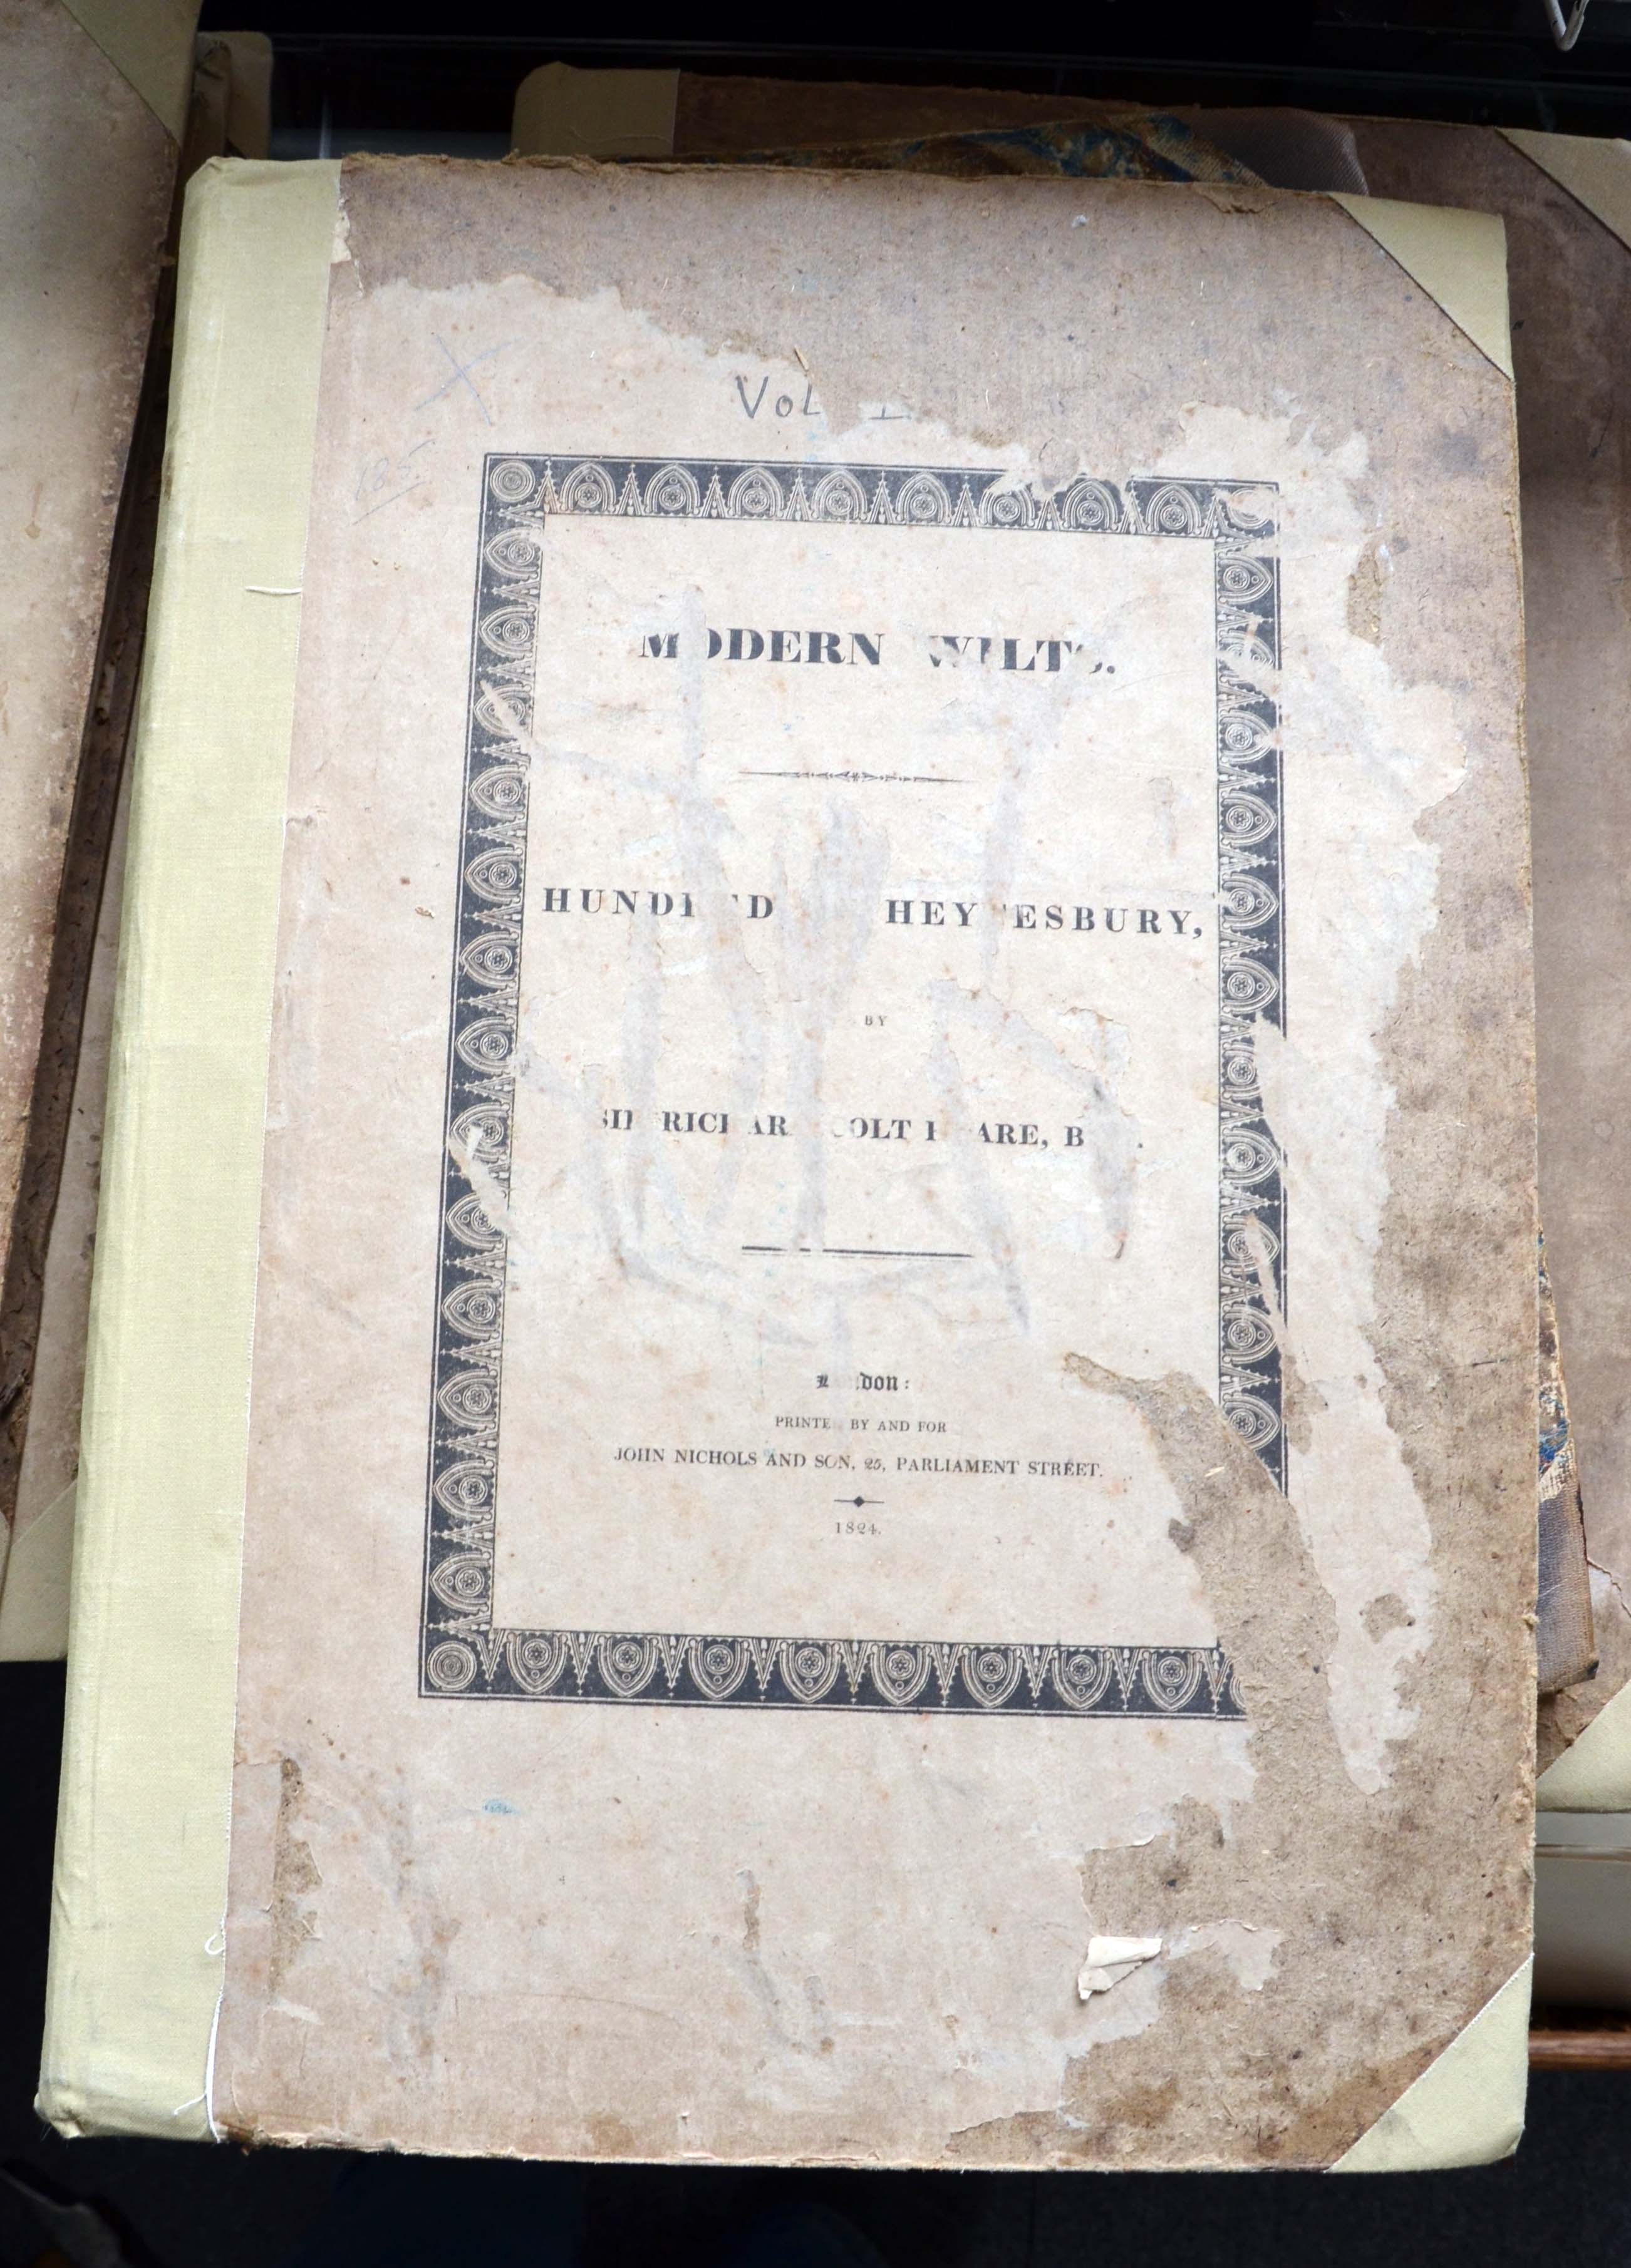 Vol I
185.
MODERN WILTS.
HUNDRED HEYTESBURY,
BY
SIR RICHARD COLT HOARE, B
London:
PRINTED BY AND FOR
JOHN NICHOLS AND SON, 25, PARLIAMENT STREET.
1824.